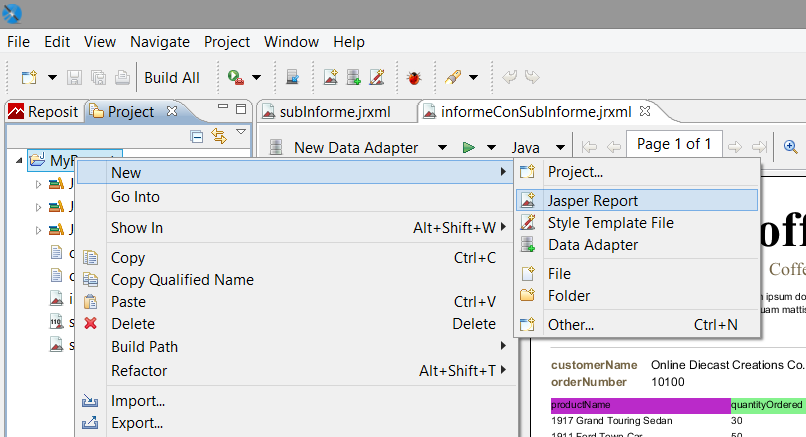 File Edit View Navigate Project Window Help
Build All
Reposit Project subInforme.jrxml informeConSubInforme.jrxml
New Data Adapter Java Page 1 of 1
New
Go Into
Show In Alt+Shift+W
Copy Ctrl+C
Copy Qualified Name
Paste Ctrl+V
Delete Delete
Build Path
Refactor Alt+Shift+T
Import...
Export...
Project...
Jasper Report
Style Template File
Data Adapter
File
Folder
Other... Ctrl+N
customerName Online Diecast Creations Co.
orderNumber 10100
productName quantityOrdered
1917 Grand Touring Sedan 30
1911 Ford Town Car 50